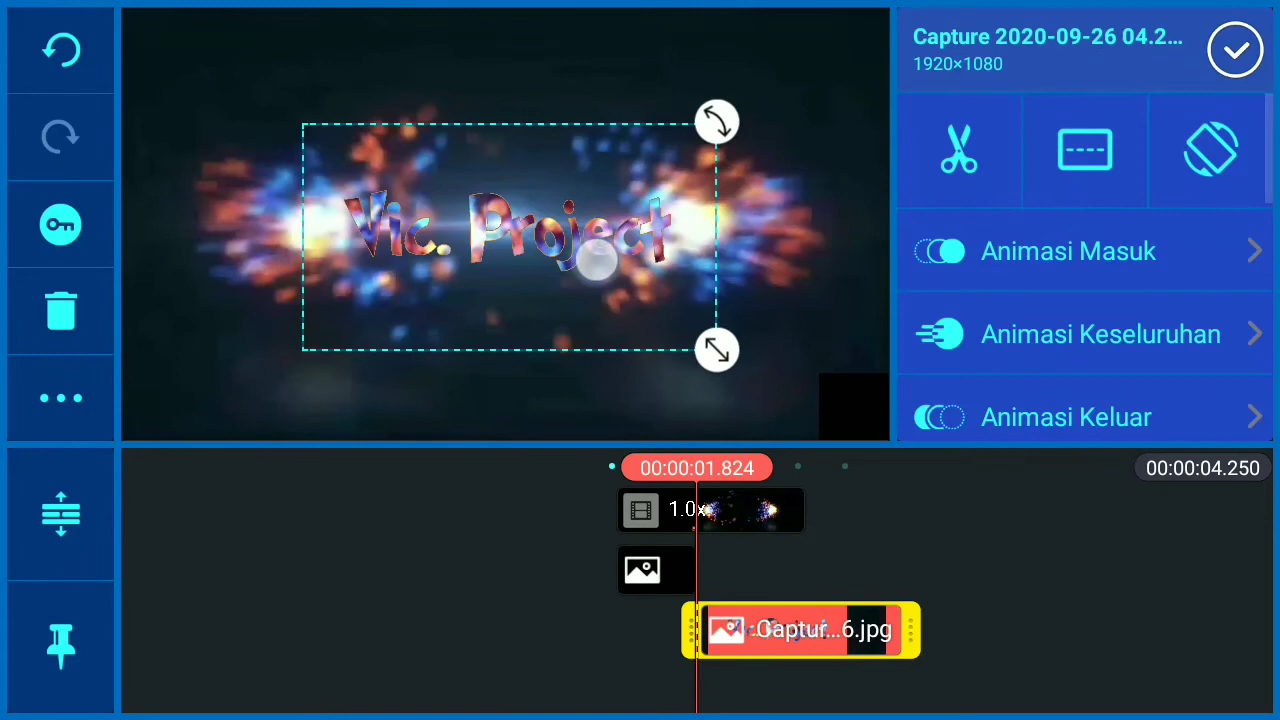 Capture 2020-09-26 04.2...
1920×1080
Vic. Project
Animasi Masuk
Animasi Keseluruhan
Animasi Keluar
00:00:01.824
00:00:04.250
1.0x
Captur...6.jpg